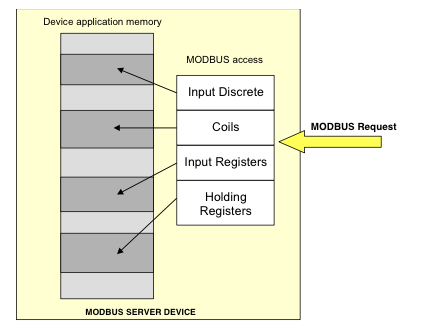 Device application memory
MODBUS access
Input Discrete
Coils
MODBUS Request
Input Registers
Holding
Registers
MODBUS SERVER DEVICE